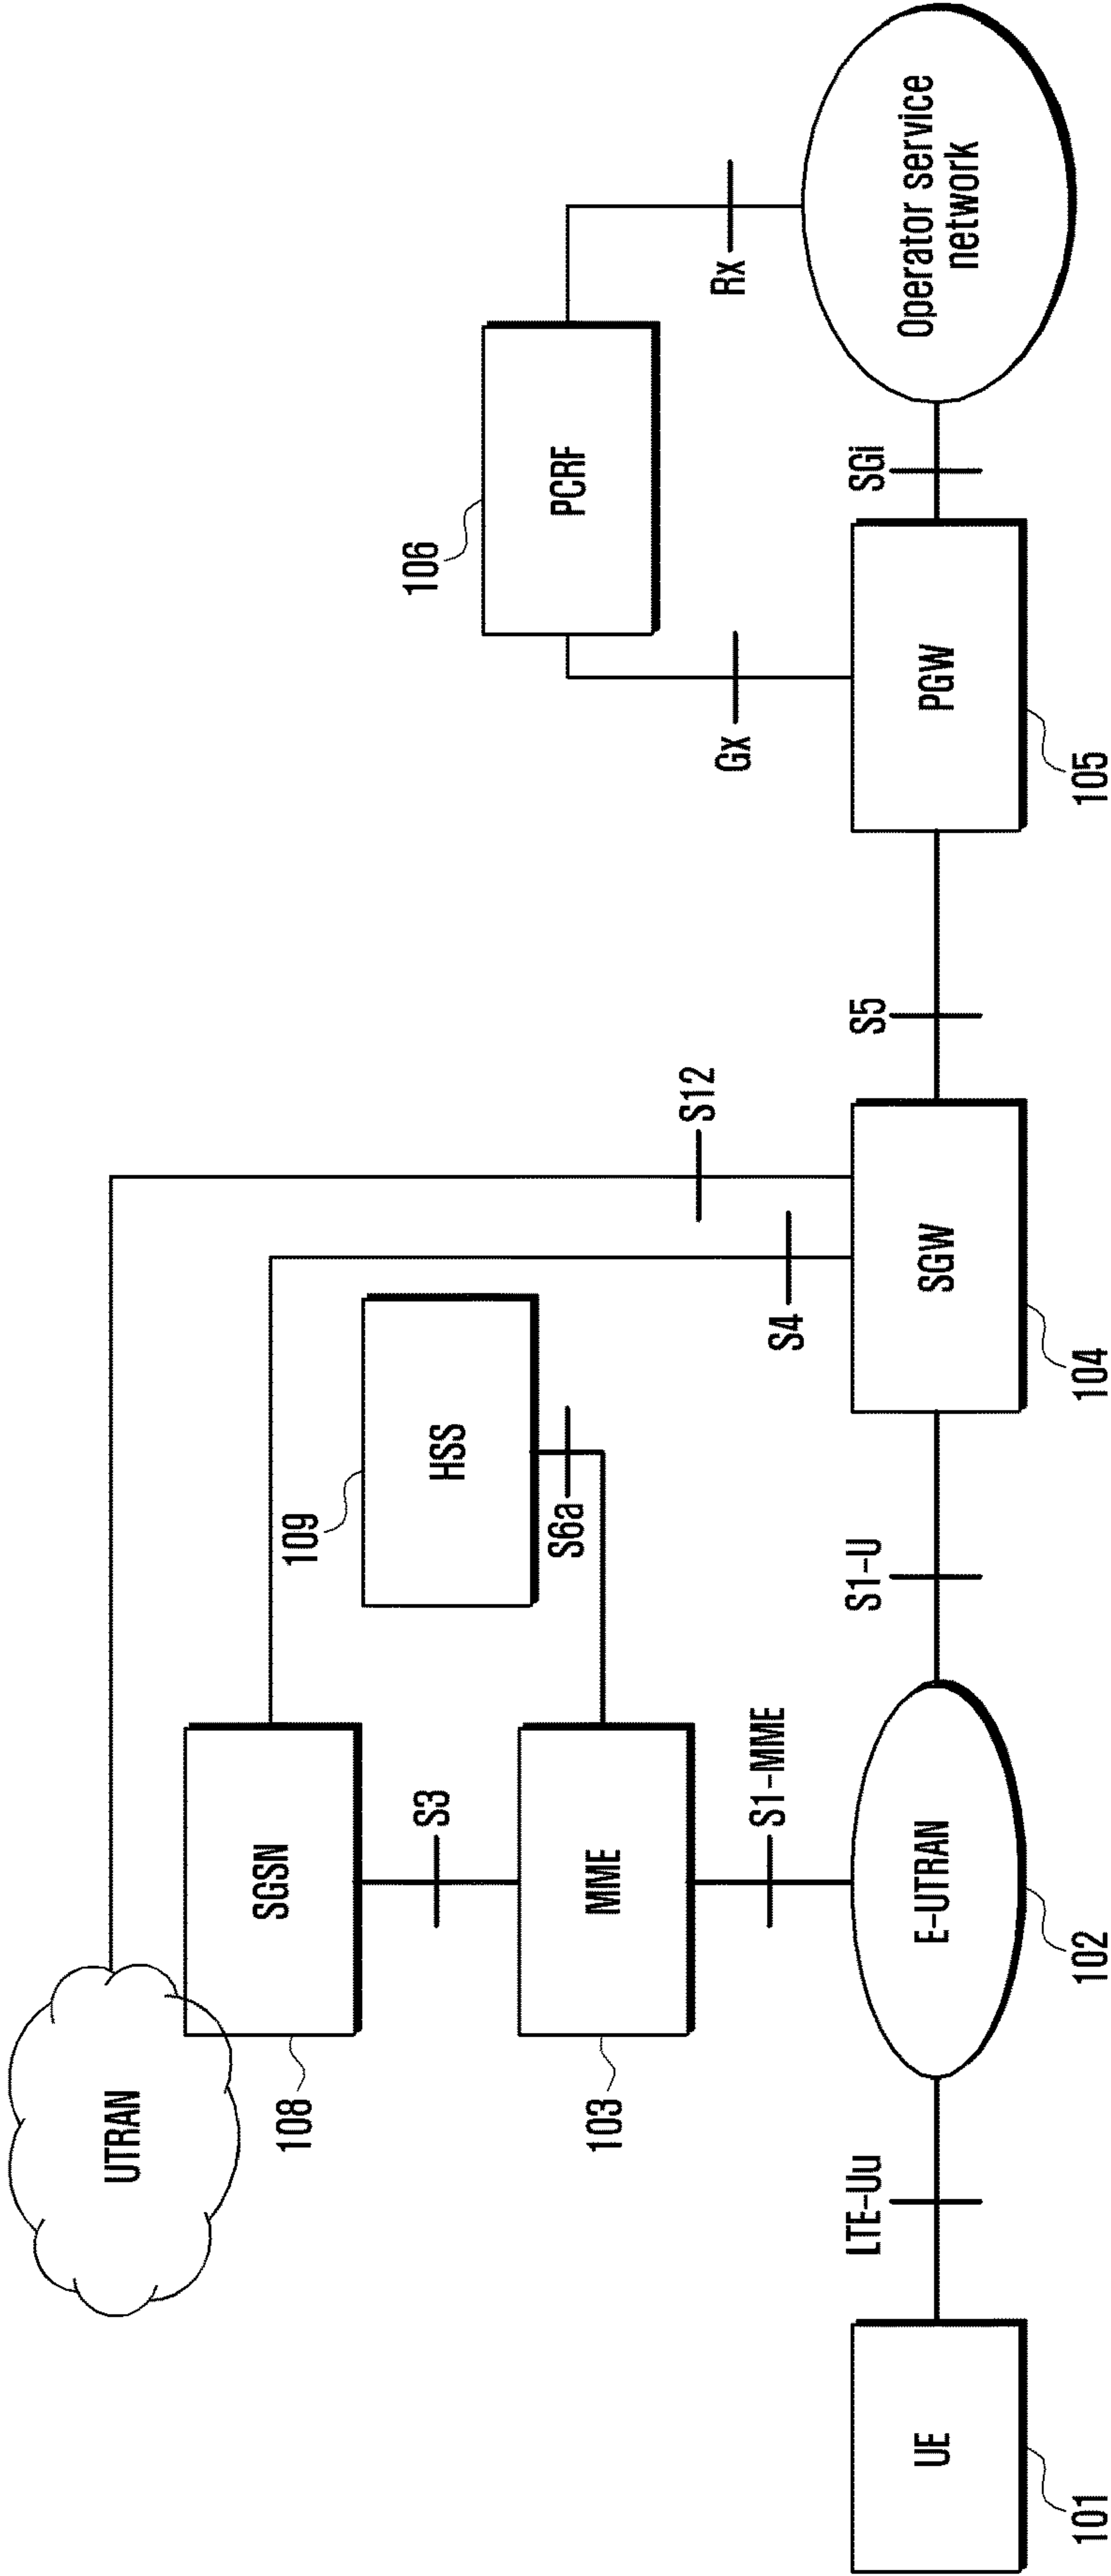 UTRAN
SGSN
108
S3
109
HSS
S6a
MME
103
S1-MME
S4
S12
106
PCRF
Gx
Rx
UE
101
LTE-Uu
E-UTRAN
102
S1-U
SGW
104
S5
PGW
105
SGi
Operator service
network